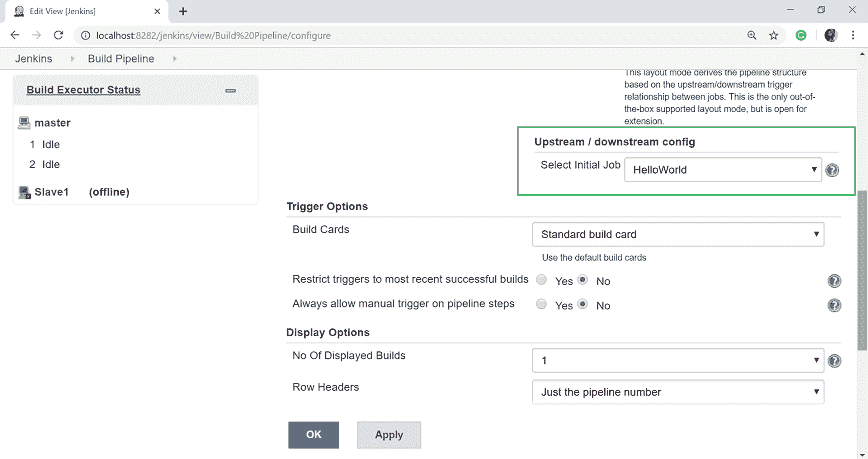 Edit View [Jenkins]
localhost:8282/jenkins/view/Build%20Pipeline/configure
Jenkins
Build Pipeline
Build Executor Status
master
1 Idle
2 Idle
Slave1 (offline)
This layout mode derives the pipeline structure
based on the upstream/downstream trigger
relationship between jobs. This is the only out-of-
the-box supported layout mode, but is open for
extension.
Upstream / downstream config
Select Initial Job HelloWorld
Trigger Options
Build Cards Standard build card
Use the default build cards
Restrict triggers to most recent successful builds Yes No
Always allow manual trigger on pipeline steps Yes No
Display Options
No Of Displayed Builds 1
Row Headers Just the pipeline number
OK Apply